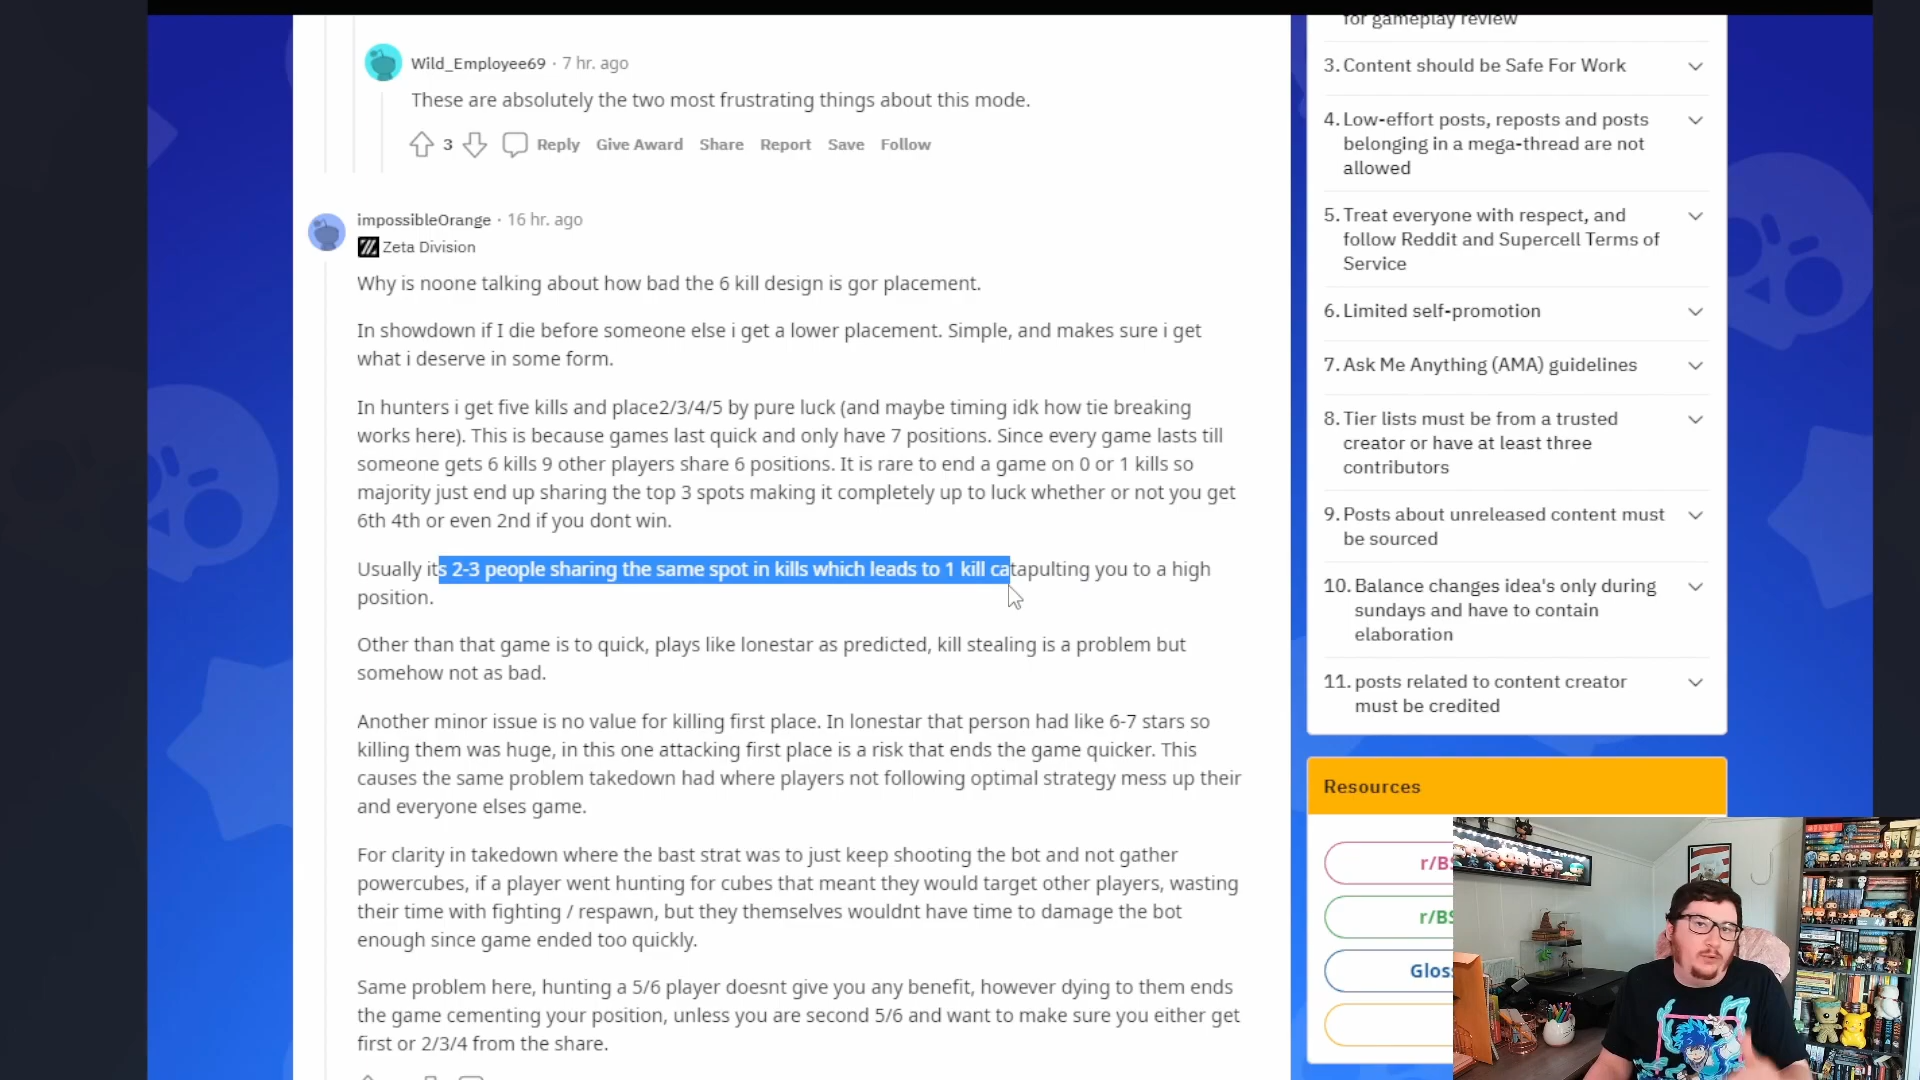 for gameplay review
Wild_Employee69 · 7 hr. ago
These are absolutely the two most frustrating things about this mode.
3 Reply Give Award Share Report Save Follow
impossibleOrange · 16 hr. ago
Zeta Division
Why is noone talking about how bad the 6 kill design is gor placement.
In showdown if I die before someone else i get a lower placement. Simple, and makes sure i get
what i deserve in some form.
In hunters i get five kills and place2/3/4/5 by pure luck (and maybe timing idk how tie breaking
works here). This is because games last quick and only have 7 positions. Since every game lasts till
someone gets 6 kills 9 other players share 6 positions. It is rare to end a game on 0 or 1 kills so
majority just end up sharing the top 3 spots making it completely up to luck whether or not you get
6th 4th or even 2nd if you dont win.
Usually its 2-3 people sharing the same spot in kills which leads to 1 kill catapulting you to a high
position.
Other than that game is to quick, plays like lonestar as predicted, kill stealing is a problem but
somehow not as bad.
Another minor issue is no value for killing first place. In lonestar that person had like 6-7 stars so
killing them was huge, in this one attacking first place is a risk that ends the game quicker. This
causes the same problem takedown had where players not following optimal strategy mess up their
and everyone elses game.
For clarity in takedown where the bast strat was to just keep shooting the bot and not gather
powercubes, if a player went hunting for cubes that meant they would target other players, wasting
their time with fighting / respawn, but they themselves wouldnt have time to damage the bot
enough since game ended too quickly.
Same problem here, hunting a 5/6 player doesnt give you any benefit, however dying to them ends
the game cementing your position, unless you are second 5/6 and want to make sure you either get
first or 2/3/4 from the share.
3. Content should be Safe For Work
4. Low-effort posts, reposts and posts
belonging in a mega-thread are not
allowed
5. Treat everyone with respect, and
follow Reddit and Supercell Terms of
Service
6. Limited self-promotion
7. Ask Me Anything (AMA) guidelines
8. Tier lists must be from a trusted
creator or have at least three
contributors
9. Posts about unreleased content must
be sourced
10. Balance changes idea's only during
sundays and have to contain
elaboration
11. posts related to content creator
must be credited
Resources
r/BS
r/BS
Glos